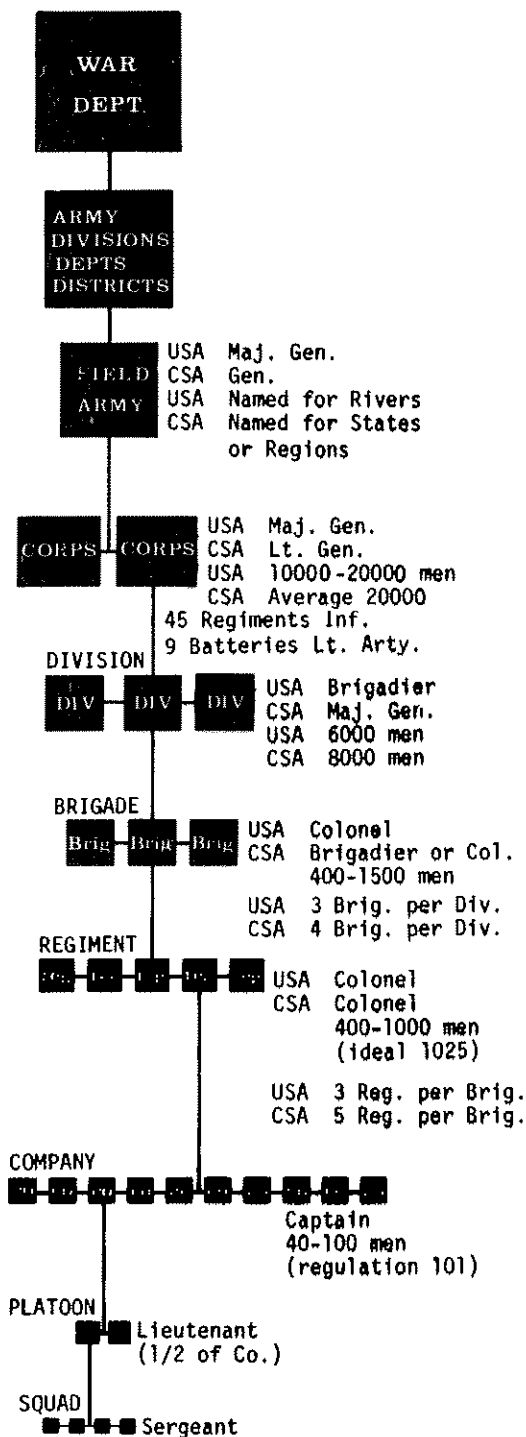 WAR
DEPT.
ARMY
DIVISIONS
DEPTS
DISTRICTS
FIELD
ARMY
USA Maj. Gen.
CSA Gen.
USA Named for Rivers
CSA Named for States
or Regions
CORPS CORPS
USA Maj. Gen.
CSA Lt. Gen.
USA 10000-20000 men
CSA Average 20000
45 Regiments Inf.
9 Batteries Lt. Arty.
DIVISION
DIV DIV DIV
USA Brigadier
CSA Maj. Gen.
USA 6000 men
CSA 8000 men
BRIGADE
Brig Brig Brig
USA Colonel
CSA Brigadier or Col.
400-1500 men
USA 3 Brig. per Div.
CSA 4 Brig. per Div.
REGIMENT
USA Colonel
CSA Colonel
400-1000 men
(ideal 1025)
USA 3 Reg. per Brig.
CSA 5 Reg. per Brig.
COMPANY
Captain
40-100 men
(regulation 101)
PLATOON
Lieutenant
(1/2 of Co.)
SQUAD
Sergeant